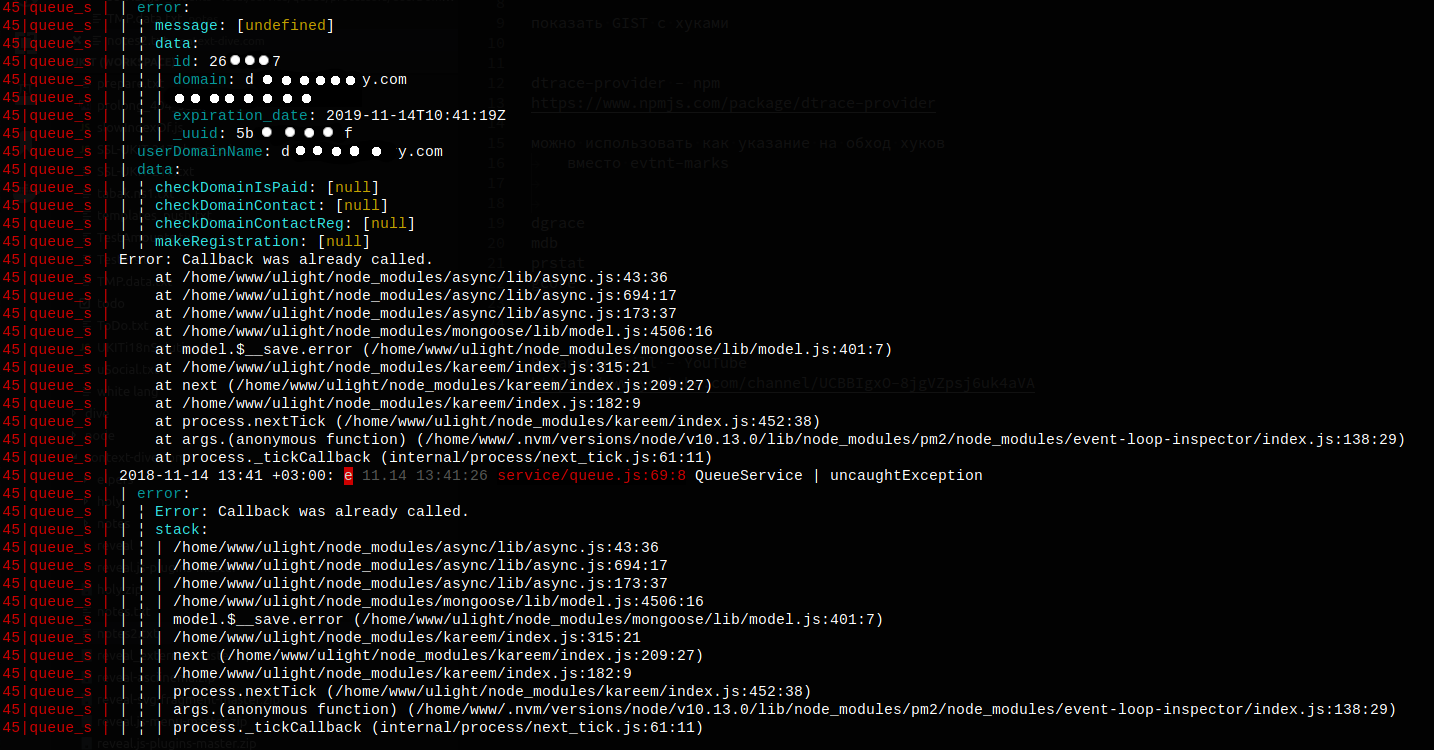 45|queue_s | | error:
45|queue_s | | ¦ message: [undefined]
45|queue_s | | ¦ data:
45|queue_s | | ¦ | id: 26 7
45|queue_s | | ¦ | domain: d y.com
45|queue_s | | ¦ |
45|queue_s | | ¦ | expiration_date: 2019-11-14T10:41:19Z
45|queue_s | | ¦ | _uuid: 5b f
45|queue_s | | userDomainName: d y.com
45|queue_s | | data:
45|queue_s | | ¦ checkDomainIsPaid: [null]
45|queue_s | | ¦ checkDomainContact: [null]
45|queue_s | | ¦ checkDomainContactReg: [null]
45|queue_s | | ¦ makeRegistration: [null]
45|queue_s | Error: Callback was already called.
45|queue_s |     at /home/www/ulight/node_modules/async/lib/async.js:43:36
45|queue_s |     at /home/www/ulight/node_modules/async/lib/async.js:694:17
45|queue_s |     at /home/www/ulight/node_modules/async/lib/async.js:173:37
45|queue_s |     at /home/www/ulight/node_modules/mongoose/lib/model.js:4506:16
45|queue_s |     at model.$__save.error (/home/www/ulight/node_modules/mongoose/lib/model.js:401:7)
45|queue_s |     at /home/www/ulight/node_modules/kareem/index.js:315:21
45|queue_s |     at next (/home/www/ulight/node_modules/kareem/index.js:209:27)
45|queue_s |     at /home/www/ulight/node_modules/kareem/index.js:182:9
45|queue_s |     at process.nextTick (/home/www/ulight/node_modules/kareem/index.js:452:38)
45|queue_s |     at args.(anonymous function) (/home/www/.nvm/versions/node/v10.13.0/lib/node_modules/pm2/node_modules/event-loop-inspector/index.js:138:29)
45|queue_s |     at process._tickCallback (internal/process/next_tick.js:61:11)
45|queue_s | 2018-11-14 13:41 +03:00: e 11.14 13:41:26 service/queue.js:69:8 QueueService | uncaughtException
45|queue_s | | error:
45|queue_s | | ¦ Error: Callback was already called.
45|queue_s | | ¦ stack:
45|queue_s | | ¦ | /home/www/ulight/node_modules/async/lib/async.js:43:36
45|queue_s | | ¦ | /home/www/ulight/node_modules/async/lib/async.js:694:17
45|queue_s | | ¦ | /home/www/ulight/node_modules/async/lib/async.js:173:37
45|queue_s | | ¦ | /home/www/ulight/node_modules/mongoose/lib/model.js:4506:16
45|queue_s | | ¦ | model.$__save.error (/home/www/ulight/node_modules/mongoose/lib/model.js:401:7)
45|queue_s | | ¦ | /home/www/ulight/node_modules/kareem/index.js:315:21
45|queue_s | | ¦ | next (/home/www/ulight/node_modules/kareem/index.js:209:27)
45|queue_s | | ¦ | /home/www/ulight/node_modules/kareem/index.js:182:9
45|queue_s | | ¦ | process.nextTick (/home/www/ulight/node_modules/kareem/index.js:452:38)
45|queue_s | | ¦ | args.(anonymous function) (/home/www/.nvm/versions/node/v10.13.0/lib/node_modules/pm2/node_modules/event-loop-inspector/index.js:138:29)
45|queue_s | | ¦ | process._tickCallback (internal/process/next_tick.js:61:11)
показать GIST с хуками
dtrace-provider - npm
https://www.npmjs.com/package/dtrace-provider
можно использовать как указание на обход хуков
вместо evtnt-marks
dgrace
mdb
prstat